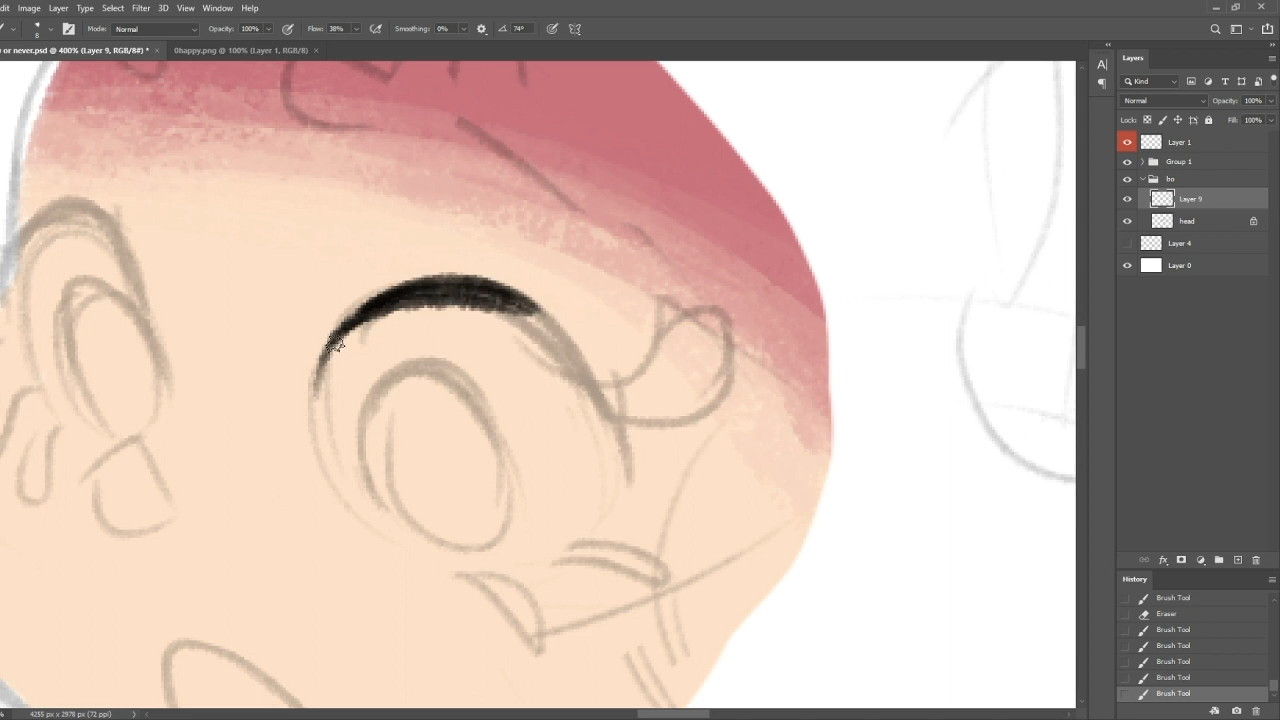 dit Image Layer Type Select Filter 3D View Window Help
8 Mode: Normal Opacity: 100% Flow: 38% Smoothing: 0% 74°
w or never.psd @ 400% (Layer 9, RGB/8#) * × 0happy.png @ 100% (Layer 1, RGB/8) ×
Layers
Kind
Normal Opacity: 100%
Lock: Fill: 100%
Layer 1
Group 1
bo
Layer 9
head
Layer 4
Layer 0
History
Brush Tool
Eraser
Brush Tool
Brush Tool
Brush Tool
Brush Tool
Brush Tool
% 4255 px x 2978 px (72 ppi)